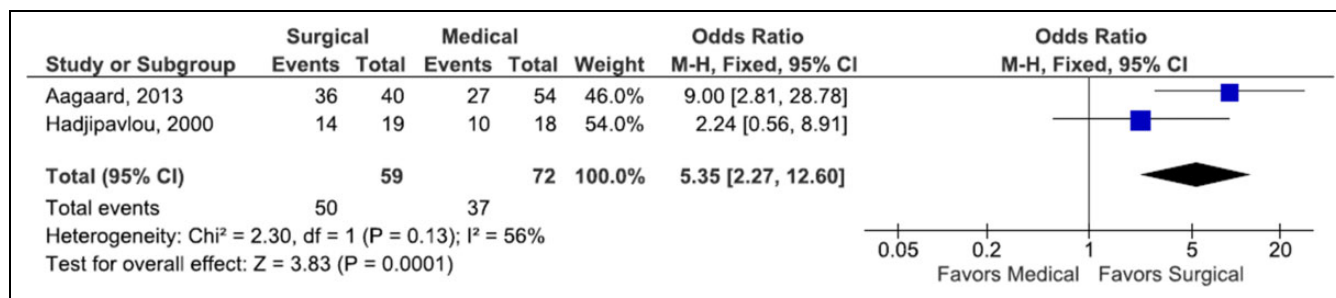 Surgical Medical Odds Ratio Odds Ratio
Study or Subgroup Events Total Events Total Weight M-H, Fixed, 95% CI M-H, Fixed, 95% CI
Aagaard, 2013 36 40 27 54 46.0% 9.00 [2.81, 28.78]
Hadjipavlou, 2000 14 19 10 18 54.0% 2.24 [0.56, 8.91]
Total (95% CI) 59 72 100.0% 5.35 [2.27, 12.60]
Total events 50 37
Heterogeneity: Chi² = 2.30, df = 1 (P = 0.13); I² = 56%
Test for overall effect: Z = 3.83 (P = 0.0001)
0.05 0.2 1 5 20
Favors Medical Favors Surgical